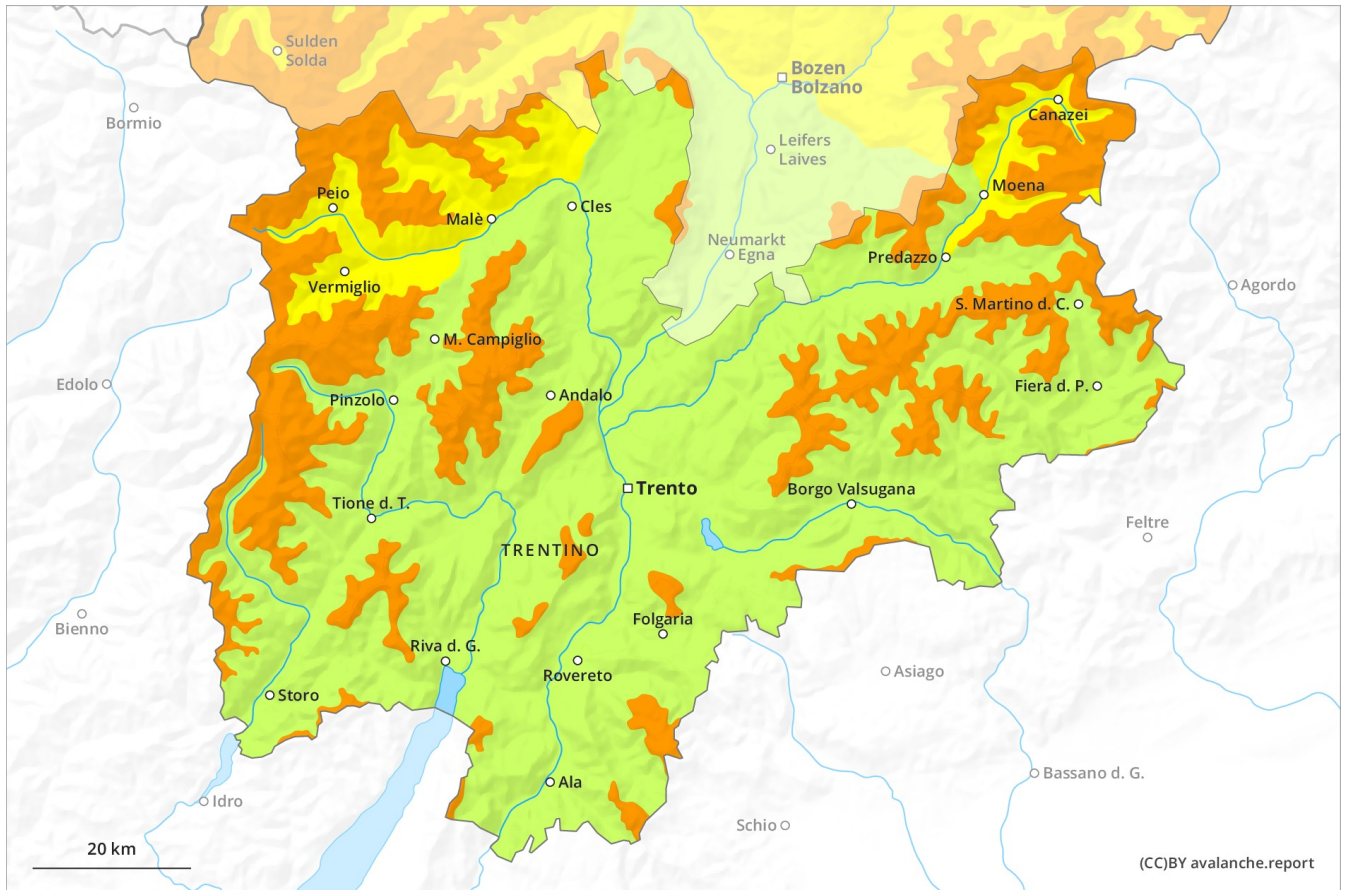 Sulden
Solda
Bozen
Bolzano
Bormio
Canazei
Leifers
Laives
Peio
Moena
Malè
Cles
Neumarkt
Egna
Predazzo
Vermiglio
Agordo
S. Martino d. C.
M. Campiglio
Edolo
Pinzolo
Andalo
Fiera d. P.
Trento
Borgo Valsugana
Tione d. T.
Feltre
TRENTINO
Bienno
Folgaria
Riva d. G.
Rovereto
Asiago
Storo
Ala
Bassano d. G.
Idro
Schio
20 km
(CC)BY avalanche.report